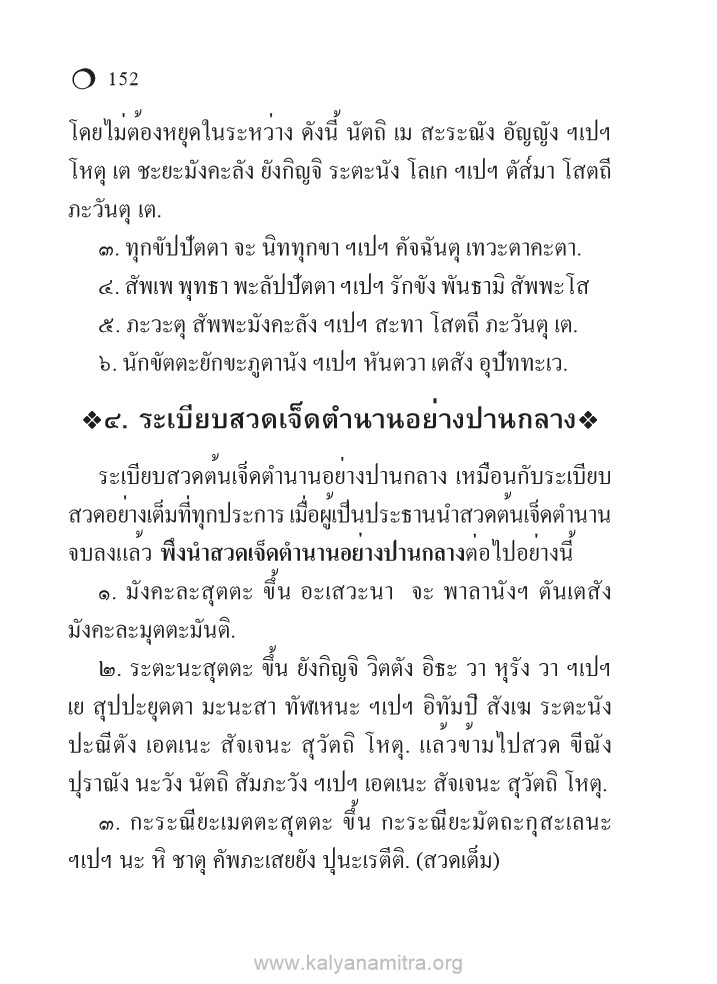 152
โดยไม่ต้องหยุดในระหว่าง ดังนี้ นัตถิ เม สะระณัง อัญญัง ฯเปฯ
โหตุ เต ชะยะมังคะลัง ยังกิญจิ ระตะนัง โลเก ฯเปฯ ตัส์มา โสตถี
ภะวันตุ เต.
๓. ทุกขัปปัตตา จะ นิททุกขา ฯเปฯ คัจฉันตุ เทวะตาคะตา.
๔. สัพเพ พุทธา พะลัปปัตตา ฯเปฯ รักขัง พันธามิ สัพพะโส
๕. ภะวะตุ สัพพะมังคะลัง ฯเปฯ สะทา โสตถี ภะวันตุ เต.
๖. นักขัตตะยักขะภูตานัง ฯเปฯ หันตวา เตสัง อุปัททะเว.
❖๔. ระเบียบสวดเจ็ดตำนานอย่างปานกลาง❖
ระเบียบสวดต้นเจ็ดตำนานอย่างปานกลาง เหมือนกับระเบียบ
สวดอย่างเต็มที่ทุกประการ เมื่อผู้เป็นประธานนำสวดต้นเจ็ดตำนาน
จบลงแล้ว พึงนำสวดเจ็ดตำนานอย่างปานกลางต่อไปอย่างนี้
๑. มังคะละสุตตะ ขึ้น อะเสวะนา จะ พาลานังฯ ตันเตสัง
มังคะละมุตตะมันติ.
๒. ระตะนะสุตตะ ขึ้น ยังกิญจิ วิตตัง อิธะ วา หุรัง วา ฯเปฯ
เย สุปปะยุตตา มะนะสา ทัฬเหนะ ฯเปฯ อิทัมปี สังเฆ ระตะนัง
ปะณีตัง เอตเนะ สัจเจนะ สุวัตถิ โหตุ. แล้วข้ามไปสวด ขีณัง
ปุราณัง นะวัง นัตถิ สัมภะวัง ฯเปฯ เอตเนะ สัจเจนะ สุวัตถิ โหตุ.
๓. กะระณียะเมตตะสุตตะ ขึ้น กะระณียะมัตถะกุสะเลนะ
ฯเปฯ นะ หิ ชาตุ คัพภะเสยยัง ปุนะเรตีติ. (สวดเต็ม)
www.kalyanamitra.org